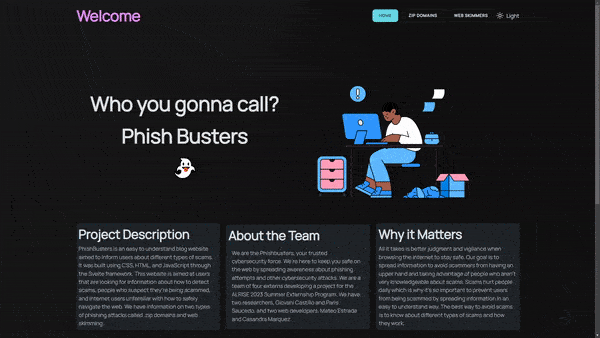 Welcome
HOME
ZIP DOMAINS
WEB SKIMMERS
Light
Who you gonna call?
Phish Busters
Project Description
PhishBusters is an easy to understand blog website
aimed to inform users about different types of scams.
It was built using CSS, HTML, and JavaScript through
the Svelte framework. This website is aimed at users
that are looking for information about how to detect
scams, people who suspect they're being scammed,
and internet users unfamiliar with how to safely
navigate the web. We have information on two types
of phishing attacks called .zip domains and web
skimming.
About the Team
We are the Phishbusters, your trusted
cybersecurity force. We're here to keep you safe on
the web by spreading awareness about phishing
attempts and other cybersecurity attacks. We are a
team of four externs developing a project for the
ALRISE 2023 Summer Externship Program. We have
two researchers, Giovani Castillo and Parris
Saucedo, and two web developers, Mateo Estrada
and Casandra Marquez
Why it Matters
All it takes is better judgment and vigilance when
browsing the internet to stay safe. Our goal is to
spread information to avoid scammers from having an
upper hand and taking advantage of people who aren't
very knowledgeable about scams. Scams hurt people
daily which is why it's so important to prevent users
from being scammed by spreading information in an
easy to understand way. The best way to avoid scams
is to know about different types of scams and how
they work.